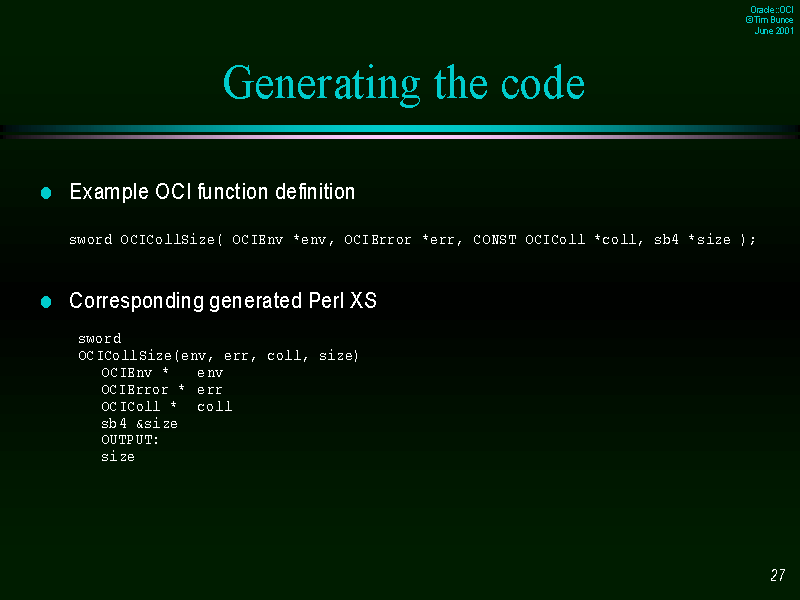 Oracle::OCI
©Tim Bunce
June 2001
Generating the code
Example OCI function definition
sword OCICollSize( OCIEnv *env, OCIError *err, CONST OCIColl *coll, sb4 *size );
Corresponding generated Perl XS
sword
OCICollSize(env, err, coll, size)
OCIEnv * env
OCIError * err
OCIColl * coll
sb4 &size
OUTPUT:
size
27